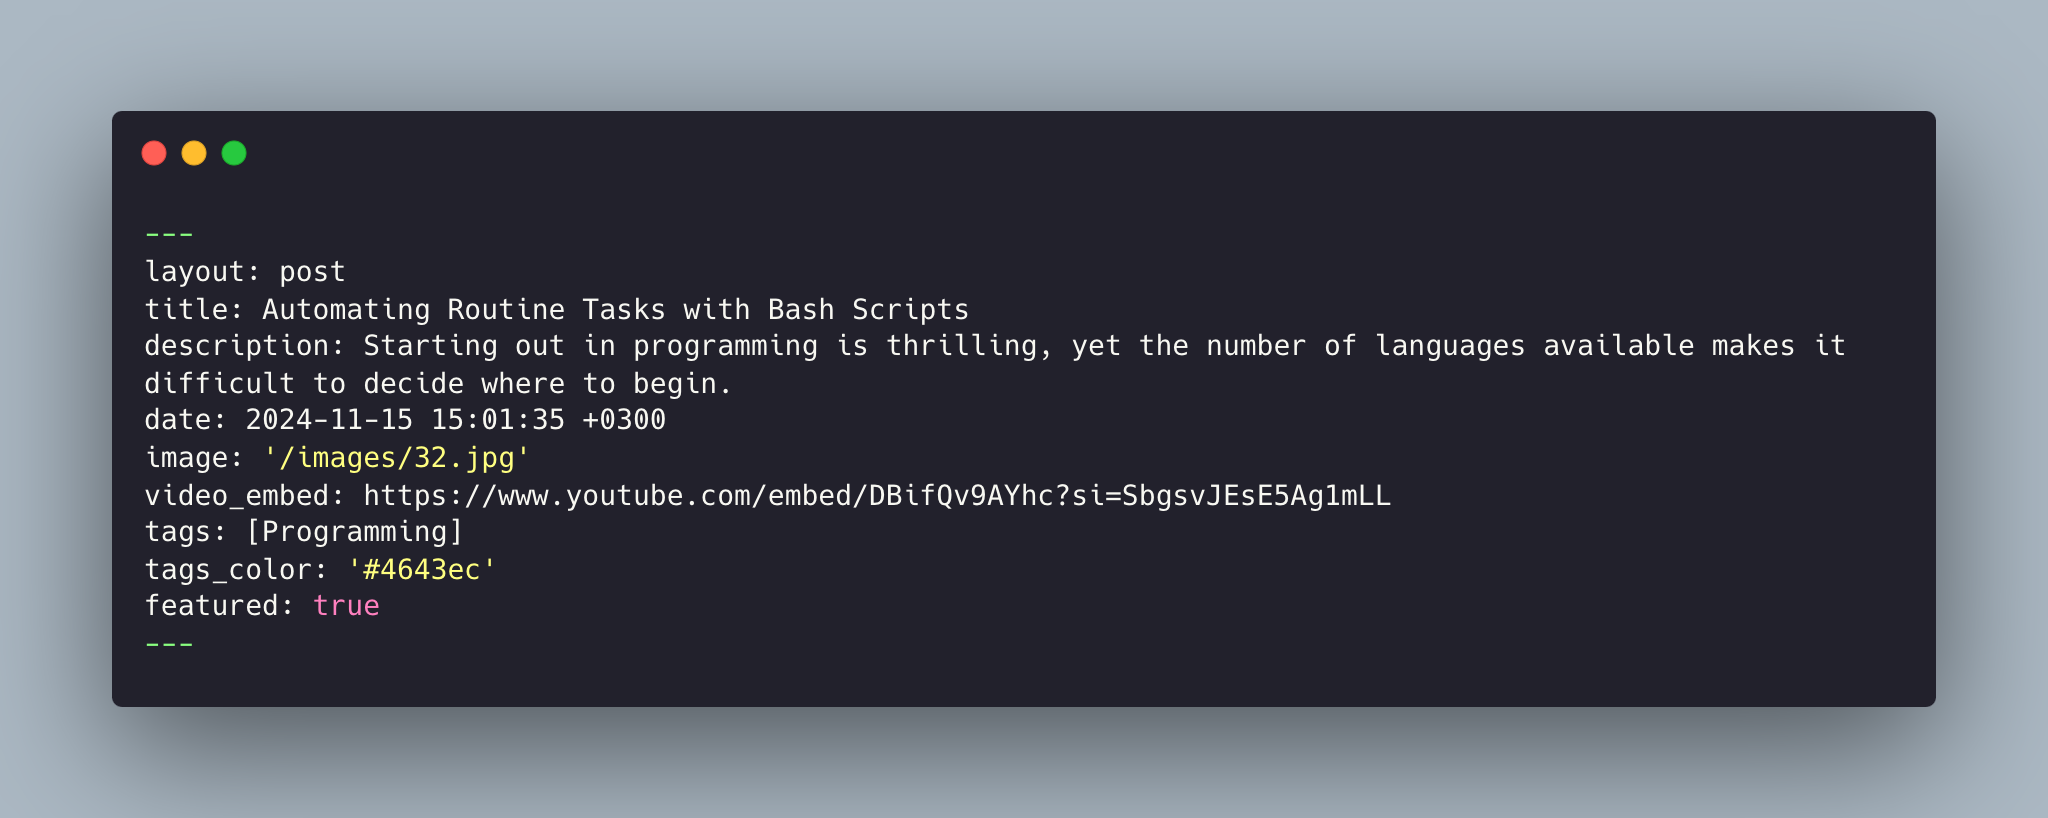 ---
layout: post
title: Automating Routine Tasks with Bash Scripts
description: Starting out in programming is thrilling, yet the number of languages available makes it
difficult to decide where to begin.
date: 2024-11-15 15:01:35 +0300
image: '/images/32.jpg'
video_embed: https://www.youtube.com/embed/DBifQv9AYhc?si=SbgsvJEsE5Ag1mLL
tags: [Programming]
tags_color: '#4643ec'
featured: true
---